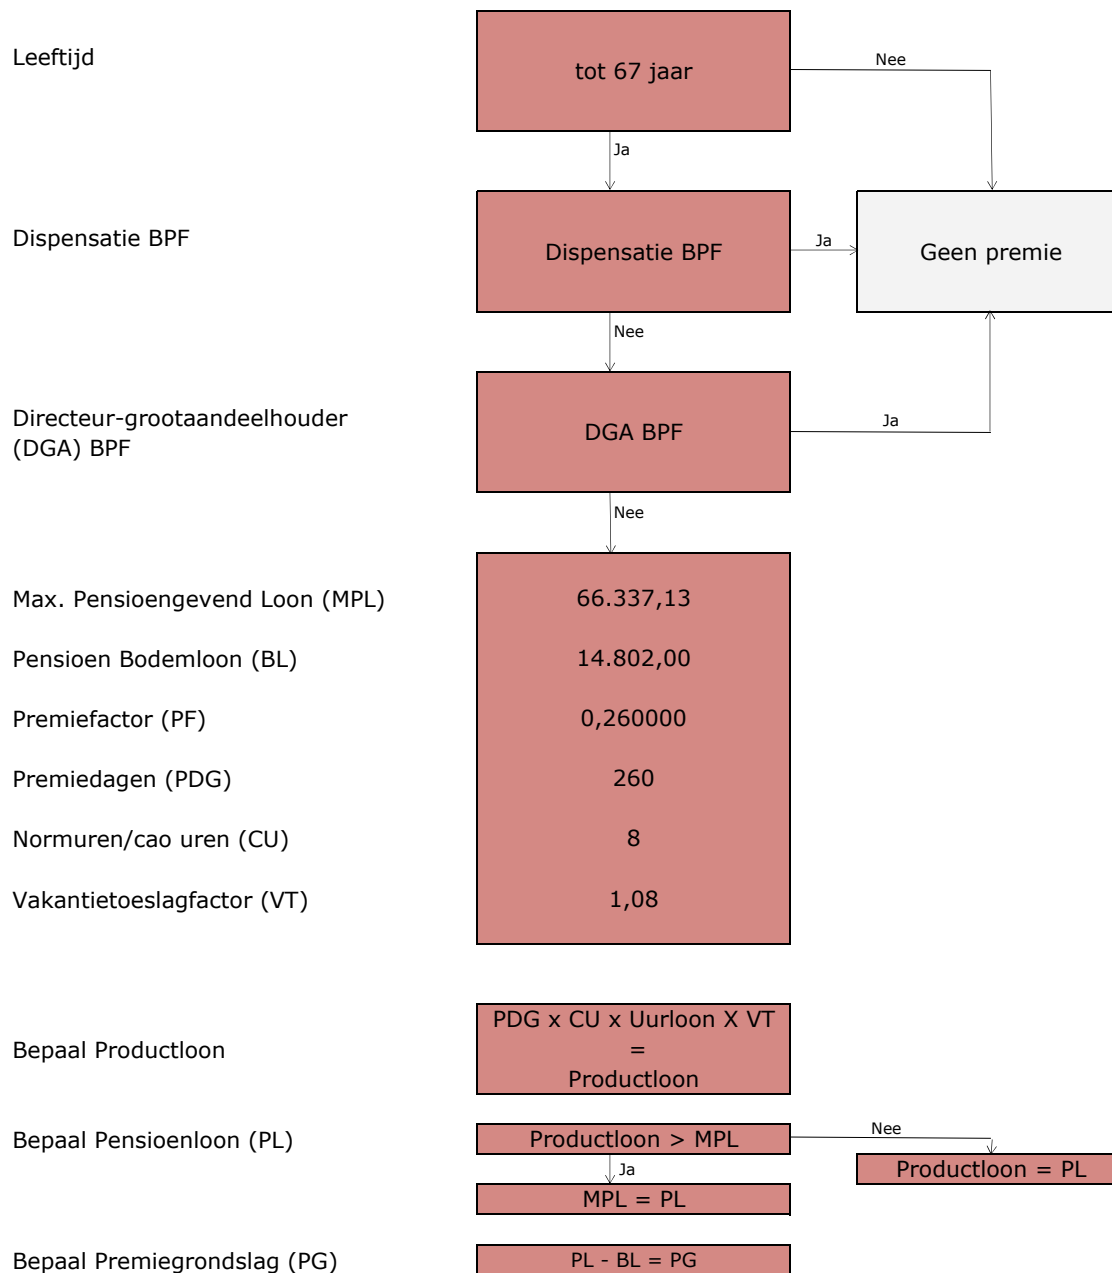 Leeftijd
tot 67 jaar
Nee
Ja
Dispensatie BPF
Dispensatie BPF
Ja
Geen premie
Nee
Directeur-grootaandeelhouder
(DGA) BPF
DGA BPF
Ja
Nee
Max. Pensioengevend Loon (MPL)
66.337,13
Pensioen Bodemloon (BL)
14.802,00
Premiefactor (PF)
0,260000
Premiedagen (PDG)
260
Normuren/cao uren (CU)
8
Vakantietoeslagfactor (VT)
1,08
Bepaal Productloon
PDG x CU x Uurloon X VT
=
Productloon
Bepaal Pensioenloon (PL)
Productloon > MPL
Nee
Productloon = PL
Ja
MPL = PL
Bepaal Premiegrondslag (PG)
PL - BL = PG